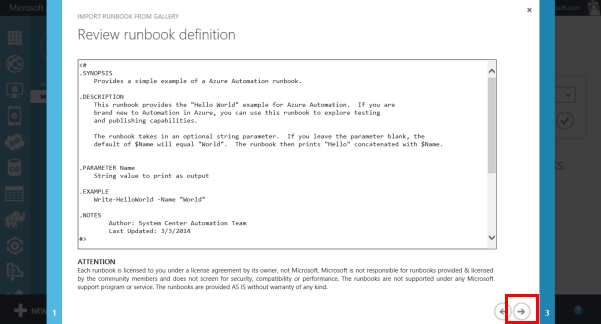 Microsoft
soft.com
IMPORT RUNBOOK FROM GALLERY
Review runbook definition
<#
.SYNOPSIS
Provides a simple example of a Azure Automation runbook.
.DESCRIPTION
This runbook provides the "Hello World" example for Azure Automation.  If you are
brand new to Automation in Azure, you can use this runbook to explore testing
and publishing capabilities.
The runbook takes in an optional string parameter.  If you leave the parameter blank, the
default of $Name will equal "World".  The runbook then prints "Hello" concatenated with $Name.
.PARAMETER Name
String value to print as output
.EXAMPLE
Write-HelloWorld -Name "World"
.NOTES
Author: System Center Automation Team
Last Updated: 3/3/2014
#>
ATTENTION
Each runbook is licensed to you under a license agreement by its owner, not Microsoft. Microsoft is not responsible for runbooks provided & licensed
by the community members and does not screen for security, compatibility or performance. The runbooks are not supported under any Microsoft
support program or service. The runbooks are provided AS IS without warranty of any kind.
NEW
1
3